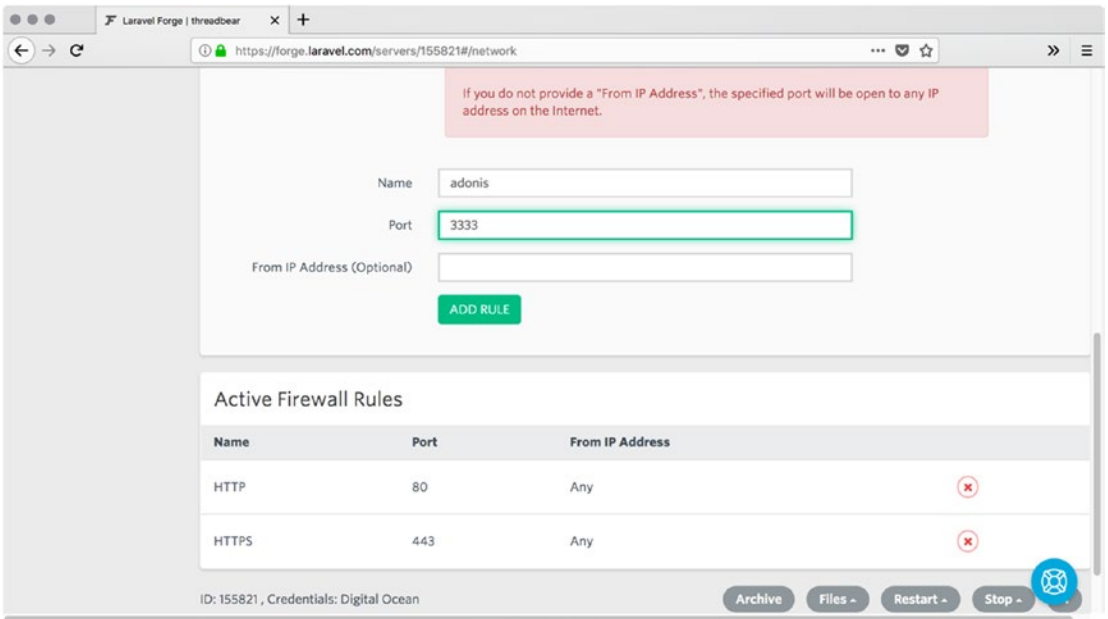 Laravel Forge | threadbear
https://forge.laravel.com/servers/155821#/network
If you do not provide a "From IP Address", the specified port will be open to any IP
address on the Internet.
Name adonis
Port 3333
From IP Address (Optional)
ADD RULE
Active Firewall Rules
Name Port From IP Address
HTTP 80 Any
HTTPS 443 Any
ID: 155821 , Credentials: Digital Ocean
Archive Files Restart Stop